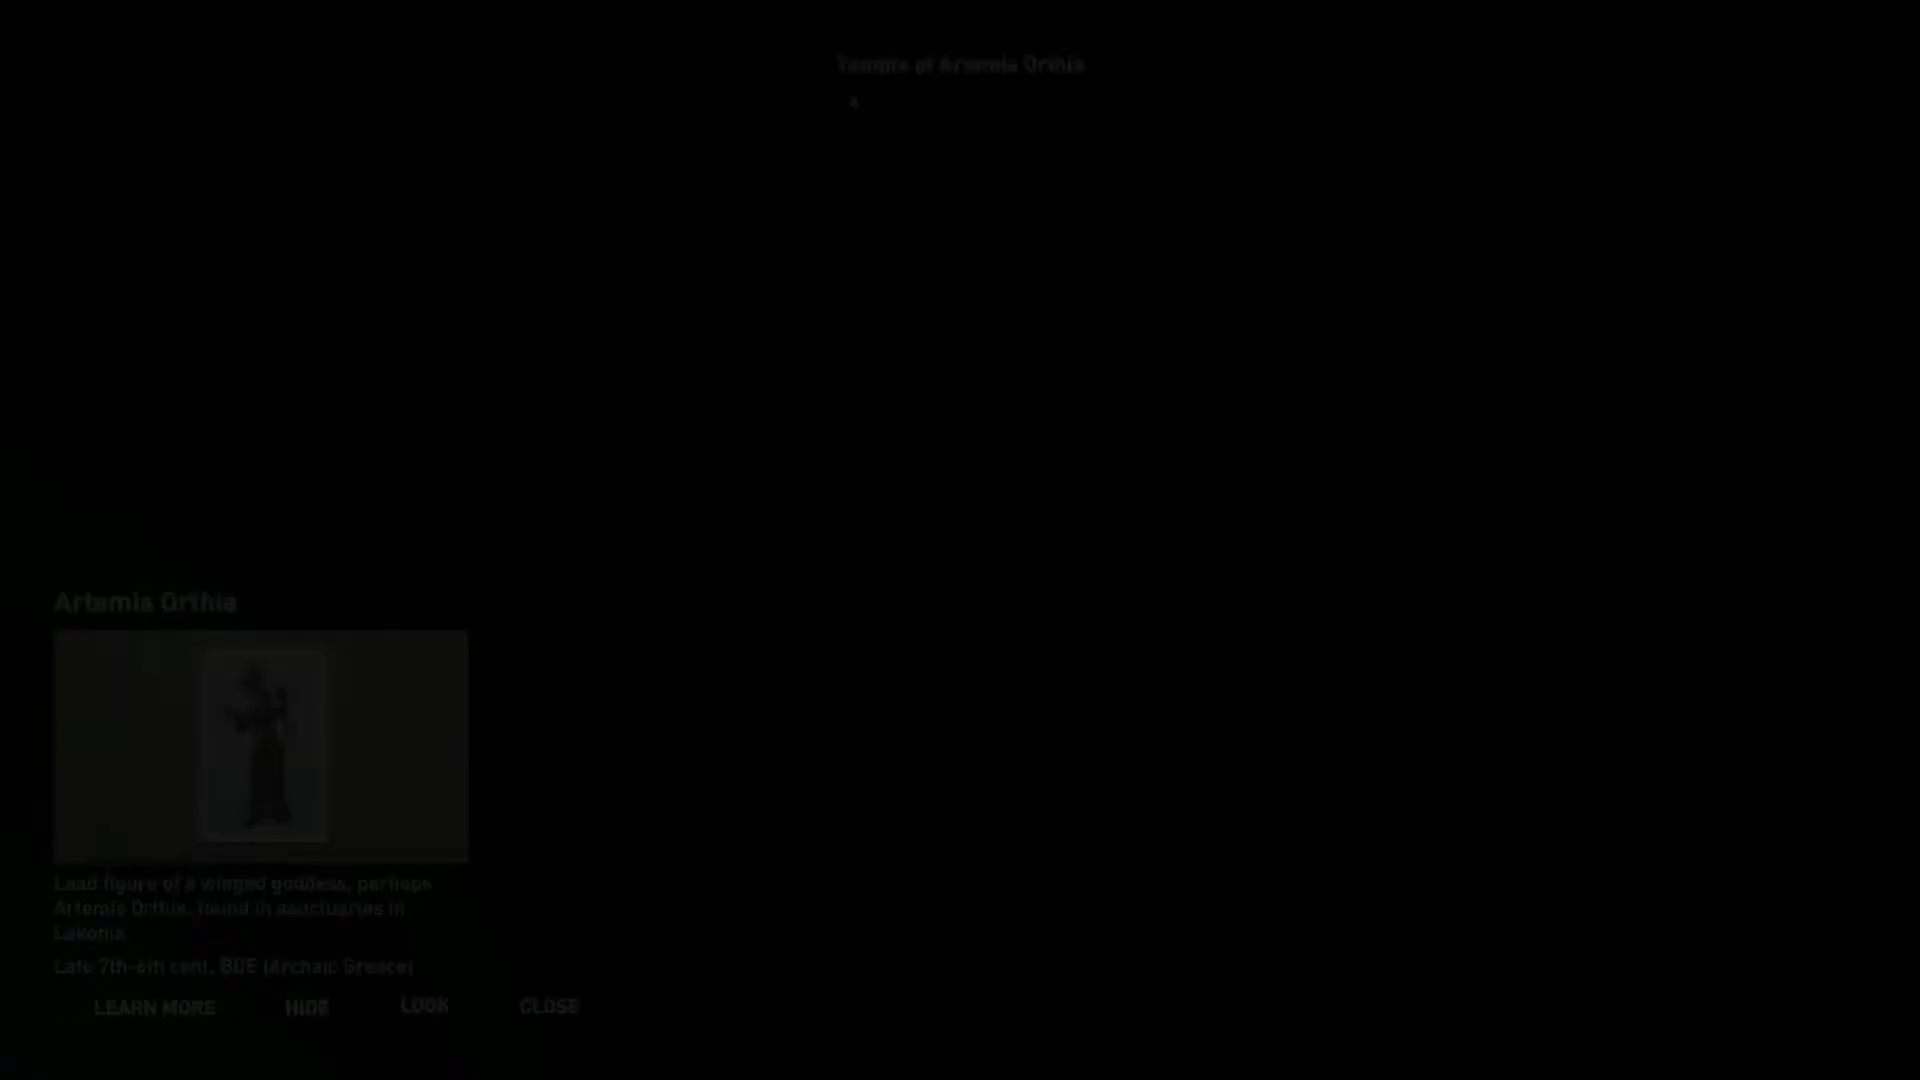 Temple of Artemis Orthia
Artemis Orthia
Lead figure of a winged goddess, perhaps
Artemis Orthia, found in sanctuaries in
Lakonia
Late 7th-6th cent. BCE (Archaic Greece)
LEARN MORE HIDE LOOK CLOSE